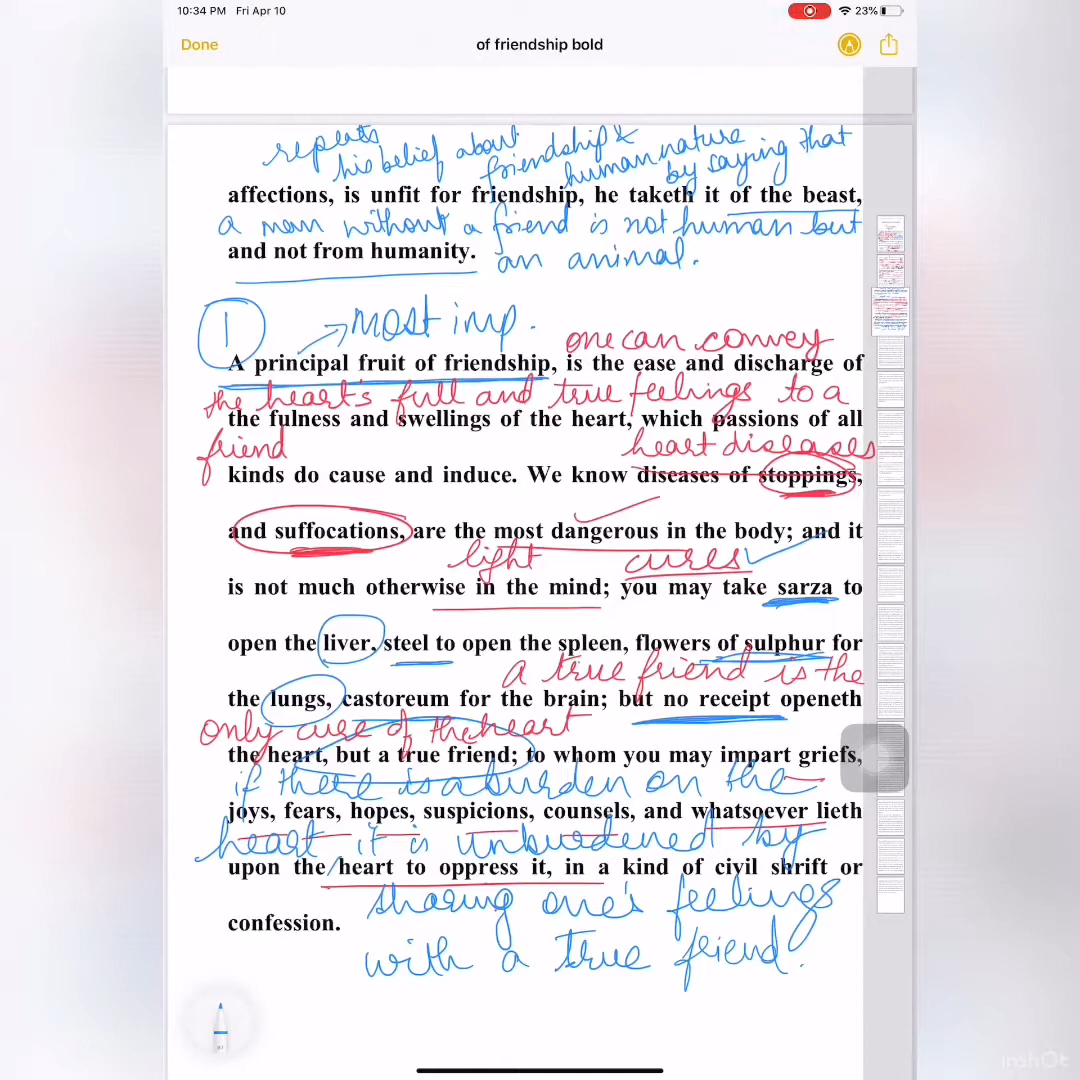 10:34 PM Fri Apr 10
23%
Done
of friendship bold
repeats his belief about friendship & human nature by saying that
affections, is unfit for friendship, he taketh it of the beast,
a man without a friend is not human but
and not from humanity.
an animal.
1
→ most imp.
one can convey
A principal fruit of friendship, is the ease and discharge of
the heart's full and true feelings to a
the fulness and swellings of the heart, which passions of all
friend
heart diseases
kinds do cause and induce. We know diseases of stoppings,
and suffocations, are the most dangerous in the body; and it
light cures
is not much otherwise in the mind; you may take sarza to
open the liver, steel to open the spleen, flowers of sulphur for
a true friend is the
the lungs, castoreum for the brain; but no receipt openeth
only cure of the heart
the heart, but a true friend; to whom you may impart griefs,
if there is a burden on the
joys, fears, hopes, suspicions, counsels, and whatsoever lieth
heart it is unburdened by
upon the heart to oppress it, in a kind of civil shrift or
sharing one's feelings
confession.
with a true friend.
InShOt